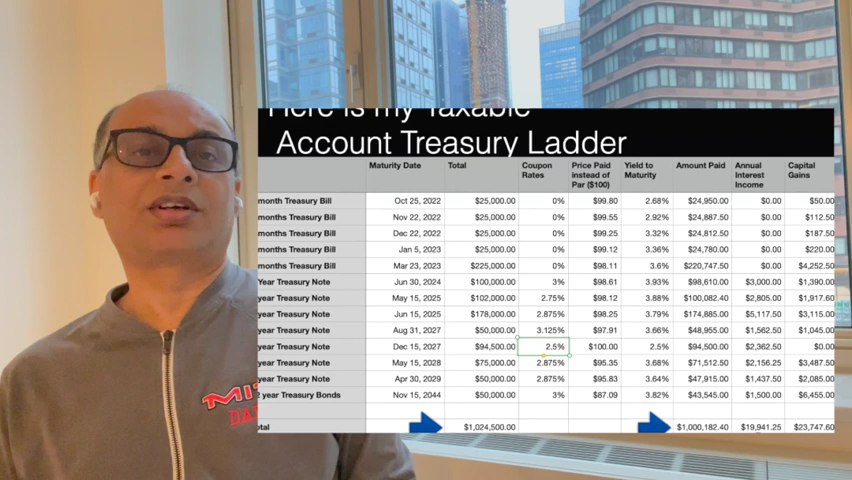 Here is my Taxable
Account Treasury Ladder
Maturity Date Total Coupon Rates Price Paid instead of Par ($100) Yield to Maturity Amount Paid Annual Interest Income Capital Gains
month Treasury Bill Oct 25, 2022 $25,000.00 0% $99.80 2.68% $24,950.00 $0.00 $50.00
months Treasury Bill Nov 22, 2022 $25,000.00 0% $99.55 2.92% $24,887.50 $0.00 $112.50
months Treasury Bill Dec 22, 2022 $25,000.00 0% $99.25 3.32% $24,812.50 $0.00 $187.50
months Treasury Bill Jan 5, 2023 $25,000.00 0% $99.12 3.36% $24,780.00 $0.00 $220.00
months Treasury Bill Mar 23, 2023 $225,000.00 0% $98.11 3.6% $220,747.50 $0.00 $4,252.50
Year Treasury Note Jun 30, 2024 $100,000.00 3% $98.61 3.93% $98,610.00 $3,000.00 $1,390.00
year Treasury Note May 15, 2025 $102,000.00 2.75% $98.12 3.88% $100,082.40 $2,805.00 $1,917.60
year Treasury Note Jun 15, 2025 $178,000.00 2.875% $98.25 3.79% $174,885.00 $5,117.50 $3,115.00
year Treasury Note Aug 31, 2027 $50,000.00 3.125% $97.91 3.66% $48,955.00 $1,562.50 $1,045.00
year Treasury Note Dec 15, 2027 $94,500.00 2.5% $100.00 2.5% $94,500.00 $2,362.50 $0.00
year Treasury Note May 15, 2028 $75,000.00 2.875% $95.35 3.68% $71,512.50 $2,156.25 $3,487.50
year Treasury Note Apr 30, 2029 $50,000.00 2.875% $95.83 3.64% $47,915.00 $1,437.50 $2,085.00
2 year Treasury Bonds Nov 15, 2044 $50,000.00 3% $87.09 3.82% $43,545.00 $1,500.00 $6,455.00
otal $1,024,500.00 $1,000,182.40 $19,941.25 $23,747.60